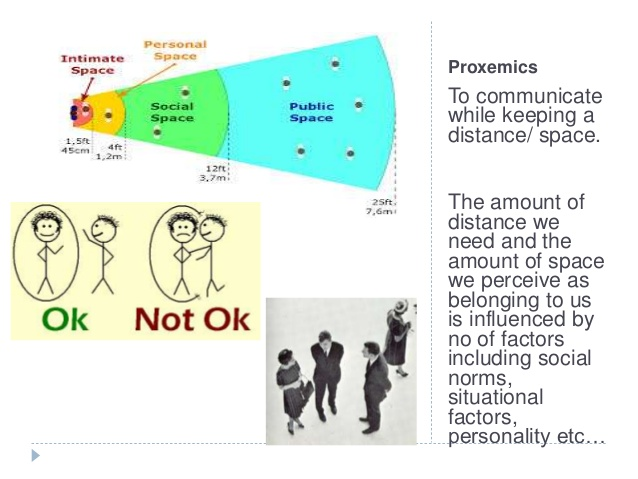 Intimate
Space
Personal
Space
Social
Space
Public
Space
1,5ft
45cm
4ft
1,2m
12ft
3,7m
25ft
7,6m
Ok
Not Ok
Proxemics
To communicate
while keeping a
distance/ space.
The amount of
distance we
need and the
amount of space
we perceive as
belonging to us
is influenced by
no of factors
including social
norms,
situational
factors,
personality etc…